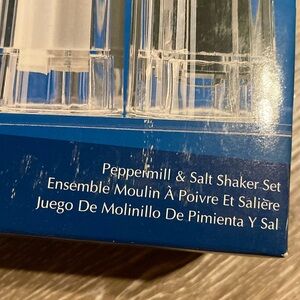 Peppermill & Salt Shaker Set
Ensemble Moulin À Poivre Et Salière
Juego De Molinillo De Pimienta Y Sal